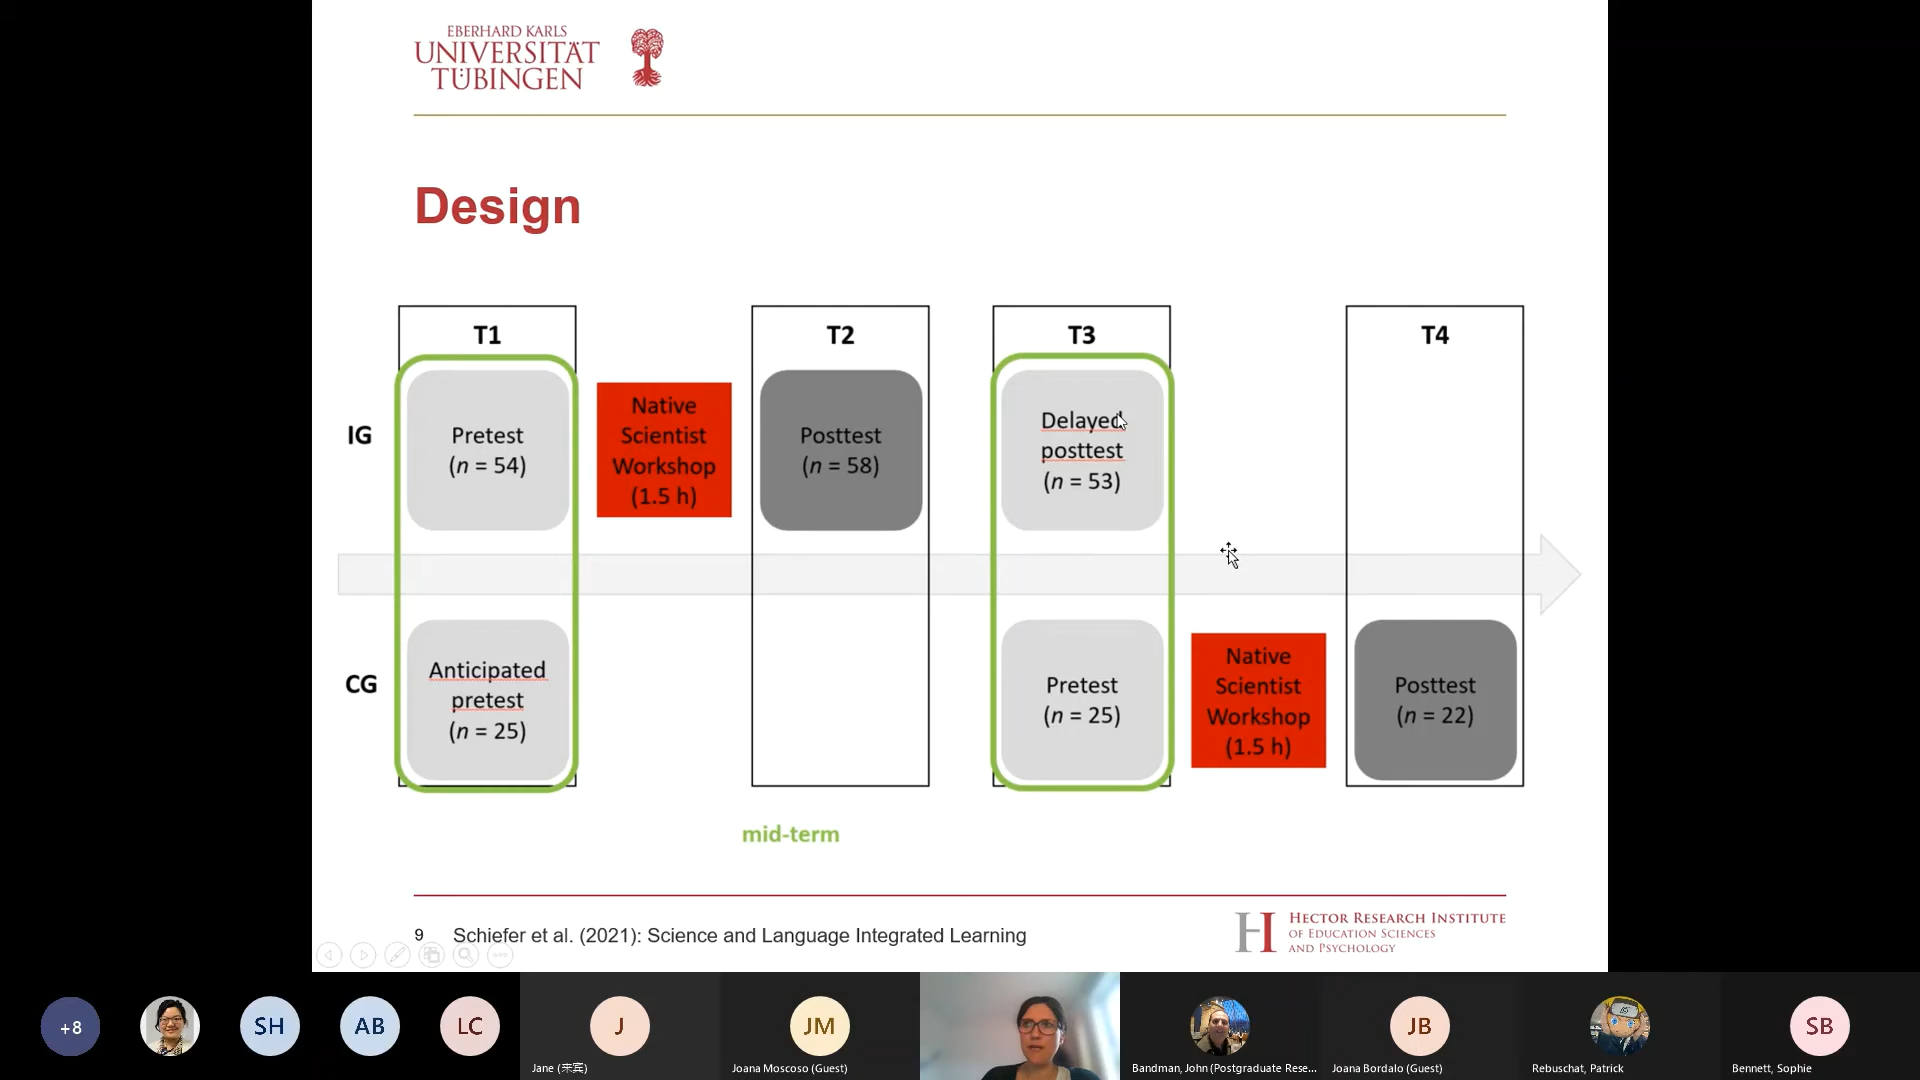 EBERHARD KARLS
UNIVERSITÄT
TÜBINGEN
Design
T1
T2
T3
T4
IG
Pretest
(n = 54)
Native
Scientist
Workshop
(1.5 h)
Posttest
(n = 58)
Delayed
posttest
(n = 53)
CG
Anticipated
pretest
(n = 25)
Pretest
(n = 25)
Native
Scientist
Workshop
(1.5 h)
Posttest
(n = 22)
mid-term
9 Schiefer et al. (2021): Science and Language Integrated Learning
HECTOR RESEARCH INSTITUTE
OF EDUCATION SCIENCES
AND PSYCHOLOGY
+8
SH
AB
LC
J
Jane (来宾)
JM
Joana Moscoso (Guest)
Bandman, John (Postgraduate Rese...
JB
Joana Bordalo (Guest)
Rebuschat, Patrick
SB
Bennett, Sophie